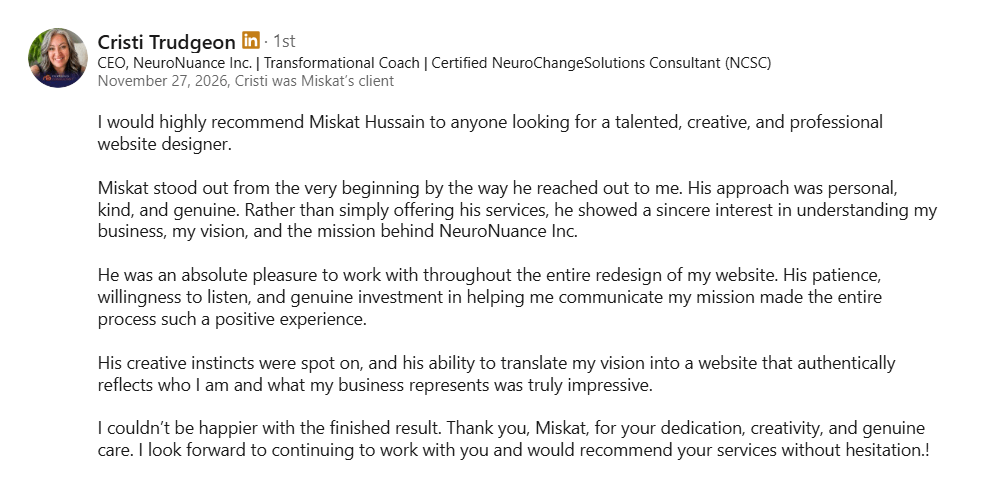 Cristi Trudgeon in · 1st
CEO, NeuroNuance Inc. | Transformational Coach | Certified NeuroChangeSolutions Consultant (NCSC)
November 27, 2026, Cristi was Miskat’s client
I would highly recommend Miskat Hussain to anyone looking for a talented, creative, and professional
website designer.
Miskat stood out from the very beginning by the way he reached out to me. His approach was personal,
kind, and genuine. Rather than simply offering his services, he showed a sincere interest in understanding my
business, my vision, and the mission behind NeuroNuance Inc.
He was an absolute pleasure to work with throughout the entire redesign of my website. His patience,
willingness to listen, and genuine investment in helping me communicate my mission made the entire
process such a positive experience.
His creative instincts were spot on, and his ability to translate my vision into a website that authentically
reflects who I am and what my business represents was truly impressive.
I couldn’t be happier with the finished result. Thank you, Miskat, for your dedication, creativity, and genuine
care. I look forward to continuing to work with you and would recommend your services without hesitation.!